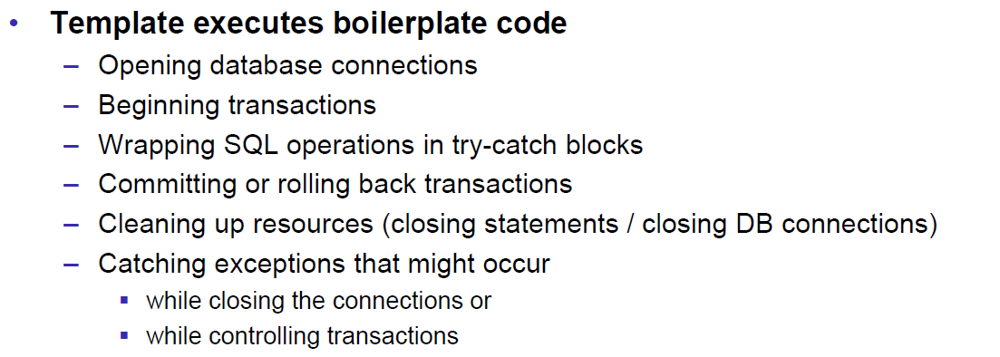 • Template executes boilerplate code
– Opening database connections
– Beginning transactions
– Wrapping SQL operations in try-catch blocks
– Committing or rolling back transactions
– Cleaning up resources (closing statements / closing DB connections)
– Catching exceptions that might occur
▪ while closing the connections or
▪ while controlling transactions